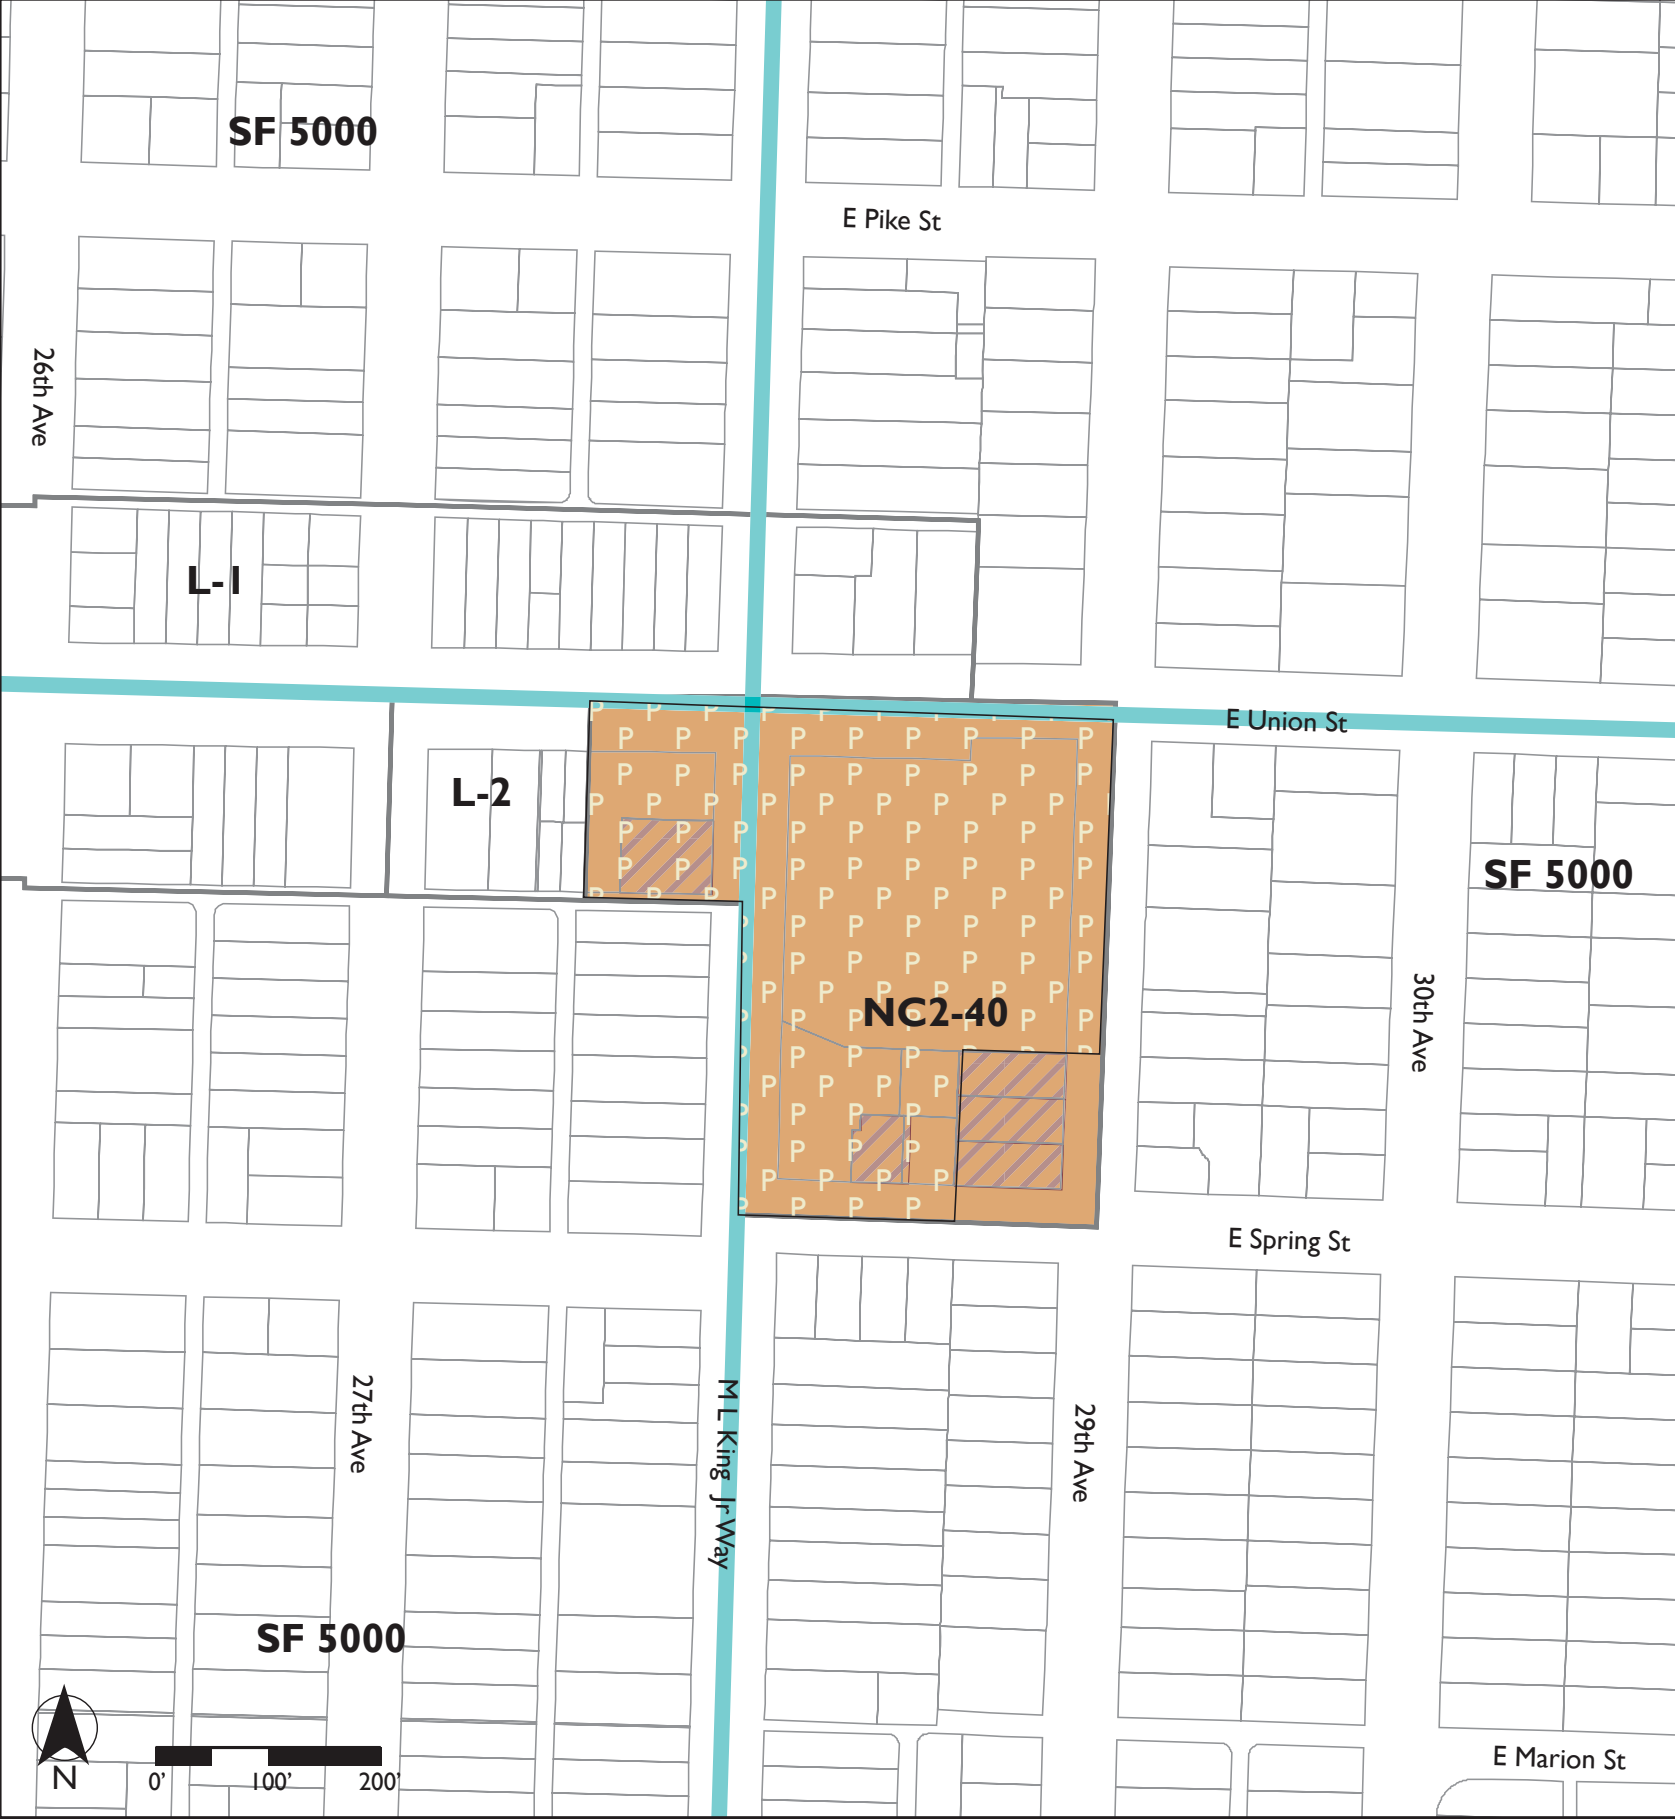 SF 5000
E Pike St
26th Ave
L-1
E Union St
L-2
SF 5000
NC2-40
30th Ave
E Spring St
27th Ave
M L King Jr Way
29th Ave
SF 5000
E Marion St
N
0' 100' 200'
P P P P P P P P P
P P P P P P P P P
P P P P P P P P P
P P P P P P P P P
P P P P P P P P P
P P P P P P P P P
P P P P P P P P P